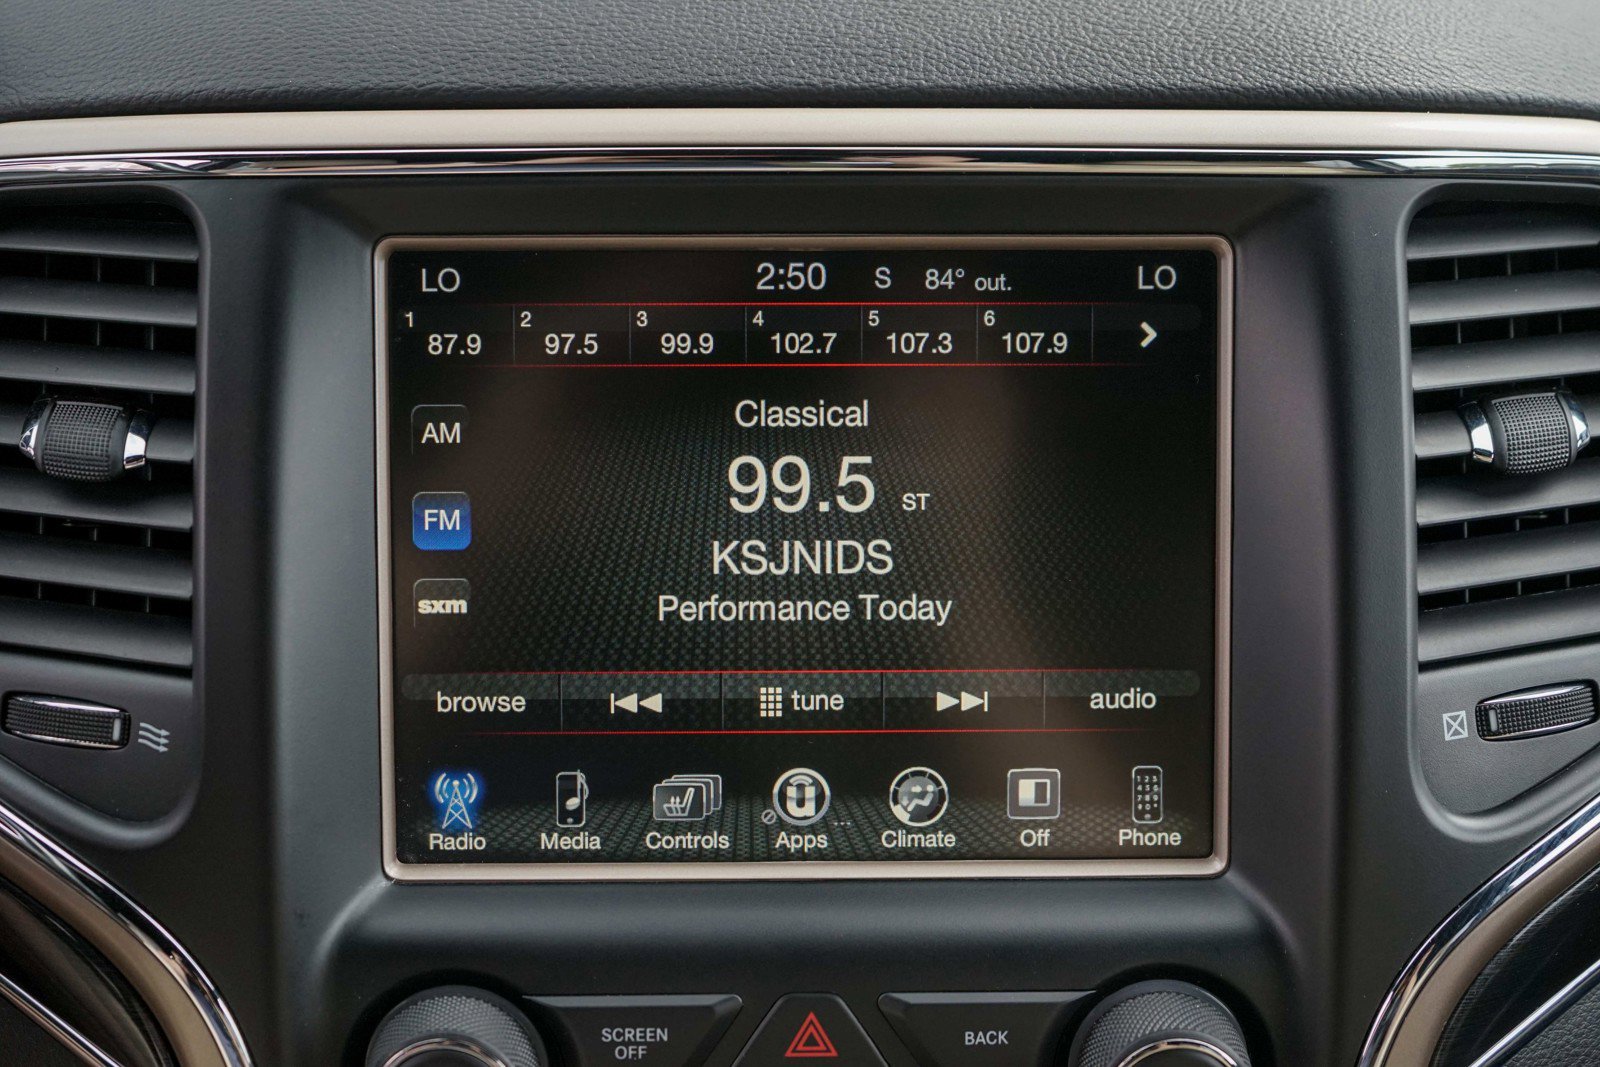 LO 2:50 S 84° out. LO
1 87.9 2 97.5 3 99.9 4 102.7 5 107.3 6 107.9
Classical
AM
99.5 ST
FM
KSJNIDS
sxm
Performance Today
browse tune audio
Radio Media Controls Apps Climate Off Phone
SCREEN
OFF
BACK